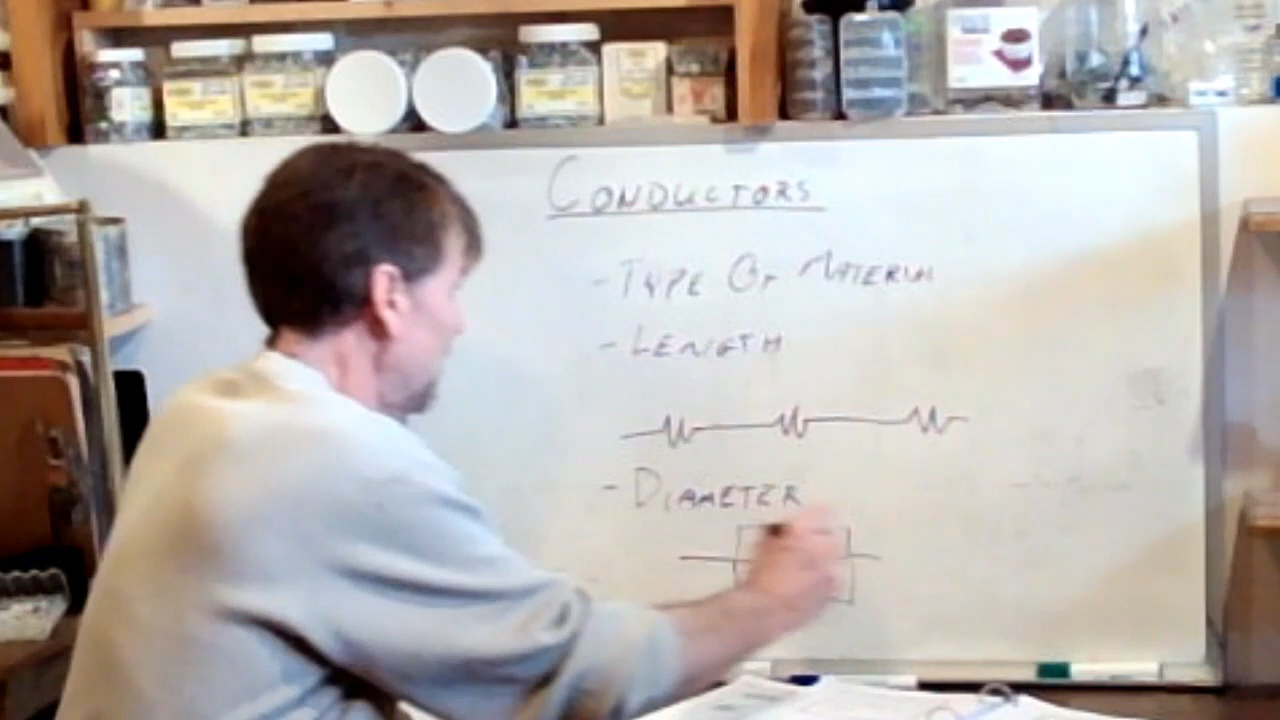 CONDUCTORS
- TYPE OF MATERIAL
- LENGTH
- DIAMETER